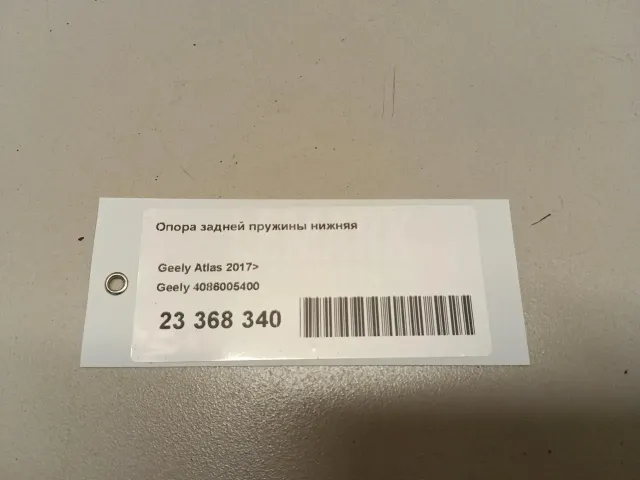 Опора задней пружины нижняя
Geely Atlas 2017>
Geely 4086005400
23 368 340